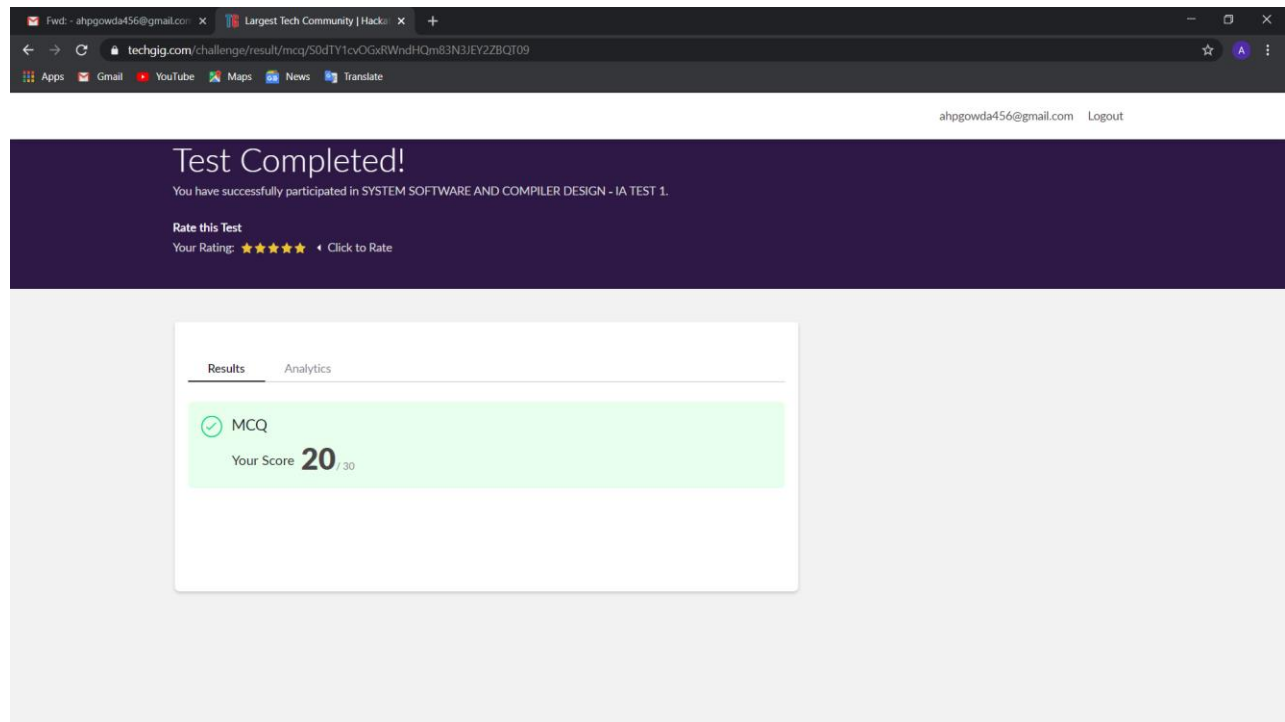 Fwd: - ahpgowda456@gmail.con
Largest Tech Community | Hacka
techgig.com/challenge/result/mcq/S0dTY1cvOGxRWndHQm83N3JEY2ZBQT09
A
Apps Gmail YouTube Maps News Translate
ahpgowda456@gmail.com Logout
Test Completed!
You have successfully participated in SYSTEM SOFTWARE AND COMPILER DESIGN - IA TEST 1.
Rate this Test
Your Rating: Click to Rate
Results Analytics
MCQ
Your Score 20 / 30